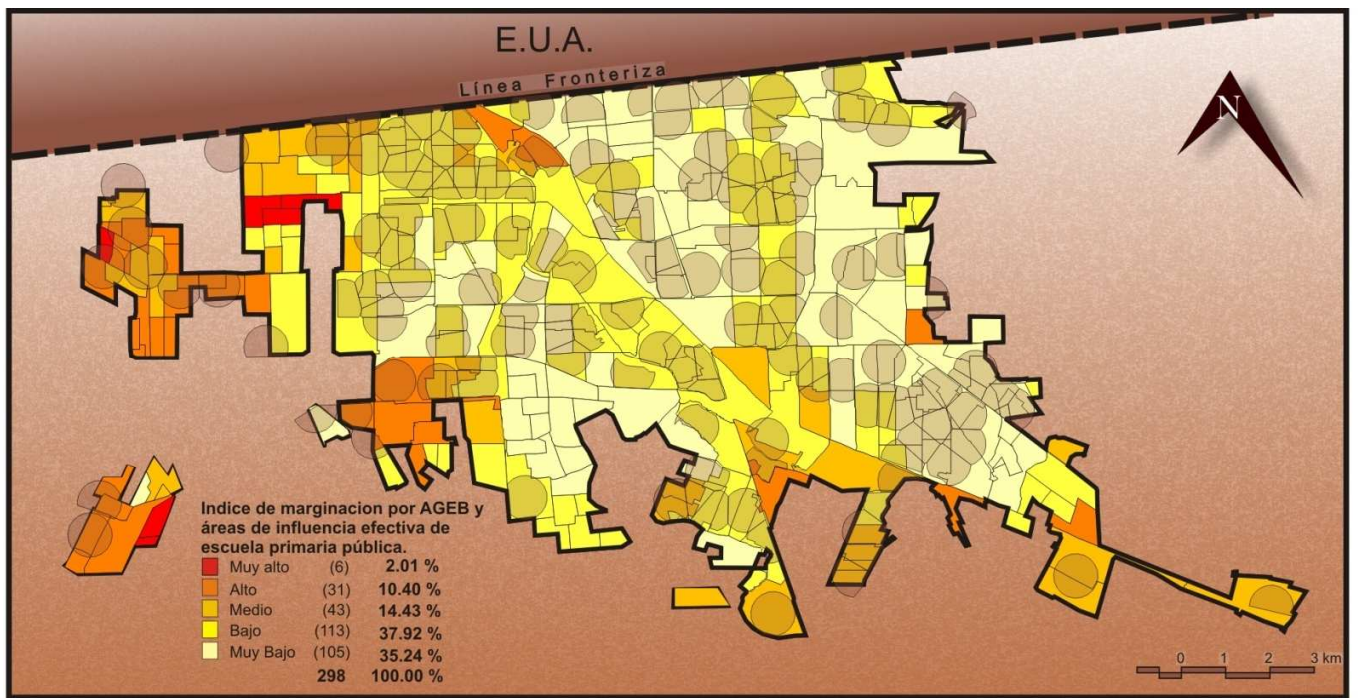 E.U.A.
Línea Fronteriza
N
Indice de marginacion por AGEB y
áreas de influencia efectiva de
escuela primaria pública.
Muy alto (6) 2.01 %
Alto (31) 10.40 %
Medio (43) 14.43 %
Bajo (113) 37.92 %
Muy Bajo (105) 35.24 %
298 100.00 %
0 1 2 3 km